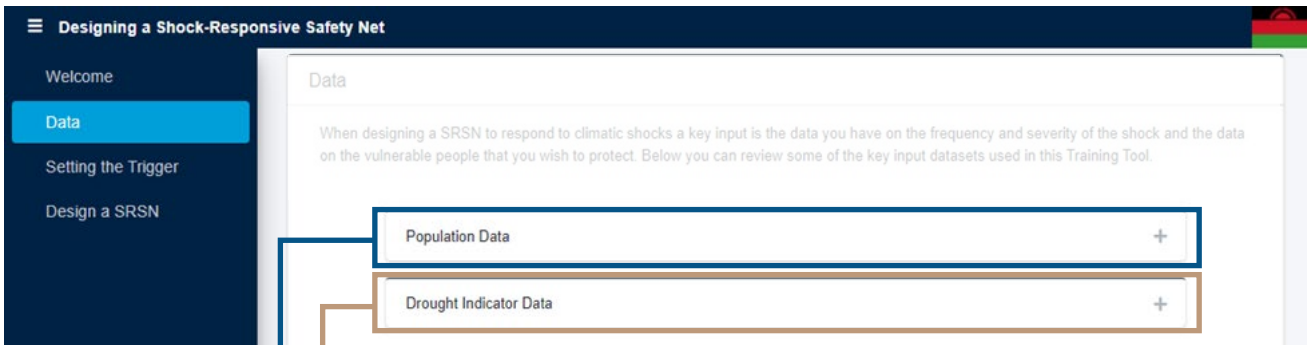 Designing a Shock-Responsive Safety Net
Welcome
Data
Setting the Trigger
Design a SRSN
Data
When designing a SRSN to respond to climatic shocks a key input is the data you have on the frequency and severity of the shock and the data
on the vulnerable people that you wish to protect. Below you can review some of the key input datasets used in this Training Tool.
Population Data
Drought Indicator Data